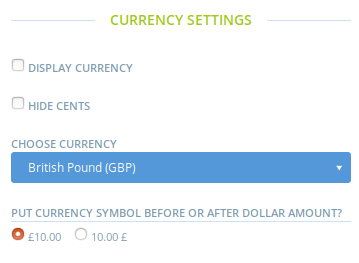 CURRENCY SETTINGS
DISPLAY CURRENCY
HIDE CENTS
CHOOSE CURRENCY
British Pound (GBP)
PUT CURRENCY SYMBOL BEFORE OR AFTER DOLLAR AMOUNT?
£10.00 10.00 £